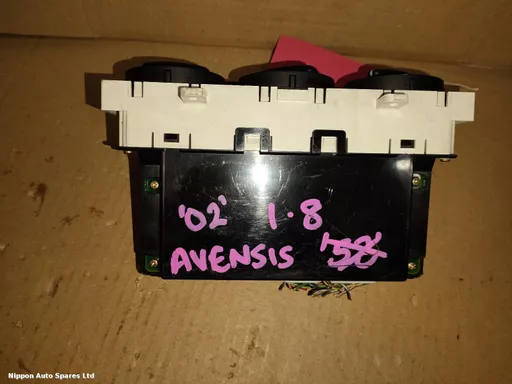 '02' 1.8
AVENSIS '58'
Nippon Auto Spares Ltd